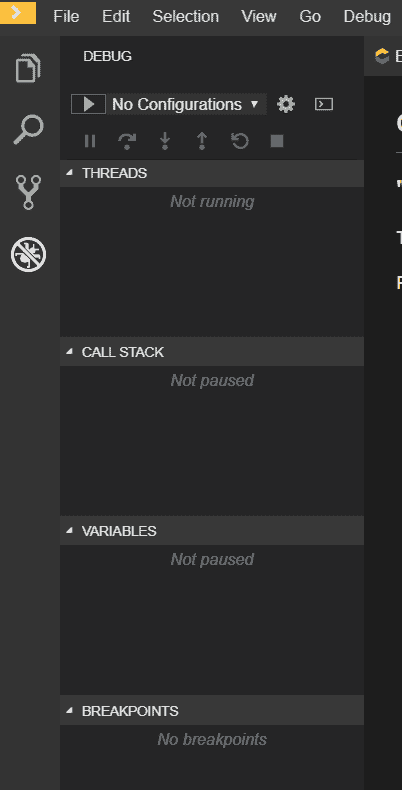 File Edit Selection View Go Debug
DEBUG
No Configurations
THREADS
Not running
CALL STACK
Not paused
VARIABLES
Not paused
BREAKPOINTS
No breakpoints